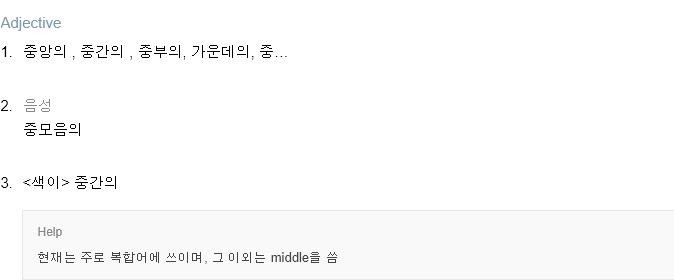 Adjective
1. 중앙의 , 중간의 , 중부의, 가운데의, 중...
2. 음성
중모음의
3. <색이> 중간의
Help
현재는 주로 복합어에 쓰이며, 그 이외는 middle을 씀